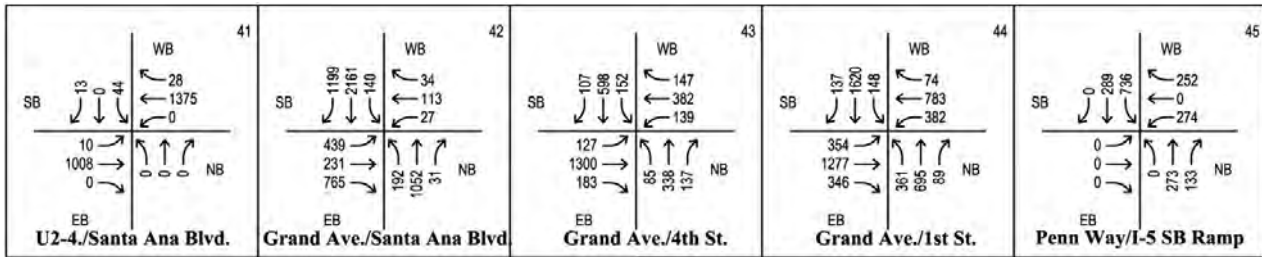 41
WB
13 0 44
28
1375
0
SB
10
1008
0
0 0 0
NB
EB
U2-4./Santa Ana Blvd.
42
WB
1199 2161 140
34
113
27
SB
439
231
765
192 1052 31
NB
EB
Grand Ave./Santa Ana Blvd.
43
WB
107 598 152
147
382
139
SB
127
1300
183
85 338 137
NB
EB
Grand Ave./4th St.
44
WB
137 1620 148
74
783
382
SB
354
1277
346
361 695 89
NB
EB
Grand Ave./1st St.
45
WB
0 289 736
252
0
274
SB
0
0
0
0 273 133
NB
EB
Penn Way/I-5 SB Ramp